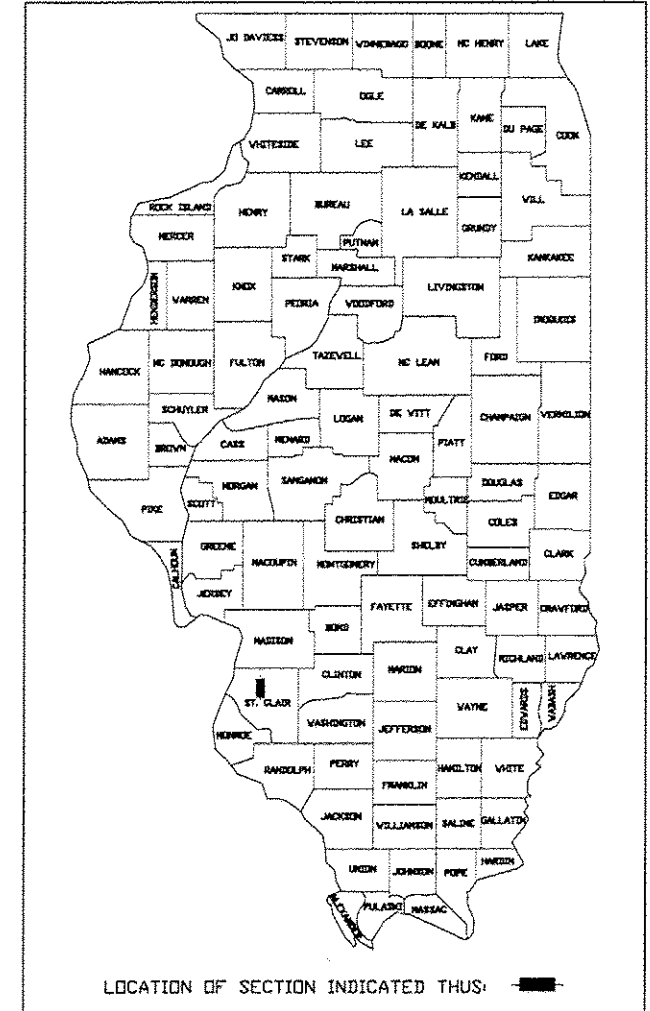 JO DAVIESS STEVENSON WINNEBAGO BOONE MC HENRY LAKE
CARROLL OGLE DE KALB KANE DU PAGE COOK
WHITESIDE LEE KENDALL WILL
ROCK ISLAND HENRY BUREAU LA SALLE GRUNDY
MERCER PUTNAM KANKAKEE
STARK MARSHALL
HENDERSON WARREN KNOX PEORIA WOODFORD LIVINGSTON IROQUOIS
HANCOCK MC DONOUGH FULTON TAZEWELL MC LEAN FORD
SCHUYLER MASON LOGAN DE WITT CHAMPAIGN VERMILION
ADAMS BROWN CASS MENARD MACON PIATT
PIKE SCOTT MORGAN SANGAMON MOULTRIE DOUGLAS EDGAR
CHRISTIAN COLES
CALHOUN GREENE MACOUPIN MONTGOMERY SHELBY CUMBERLAND CLARK
JERSEY FAYETTE EFFINGHAM JASPER CRAWFORD
MADISON BOND CLAY RICHLAND LAWRENCE
CLINTON MARION
ST. CLAIR WASHINGTON WAYNE EDWARDS WABASH
MONROE JEFFERSON
RANDOLPH PERRY HAMILTON WHITE
FRANKLIN
JACKSON WILLIAMSON SALINE GALLATIN
UNION JOHNSON POPE HARDIN
ALEXANDER PULASKI MASSAC
LOCATION OF SECTION INDICATED THUS: